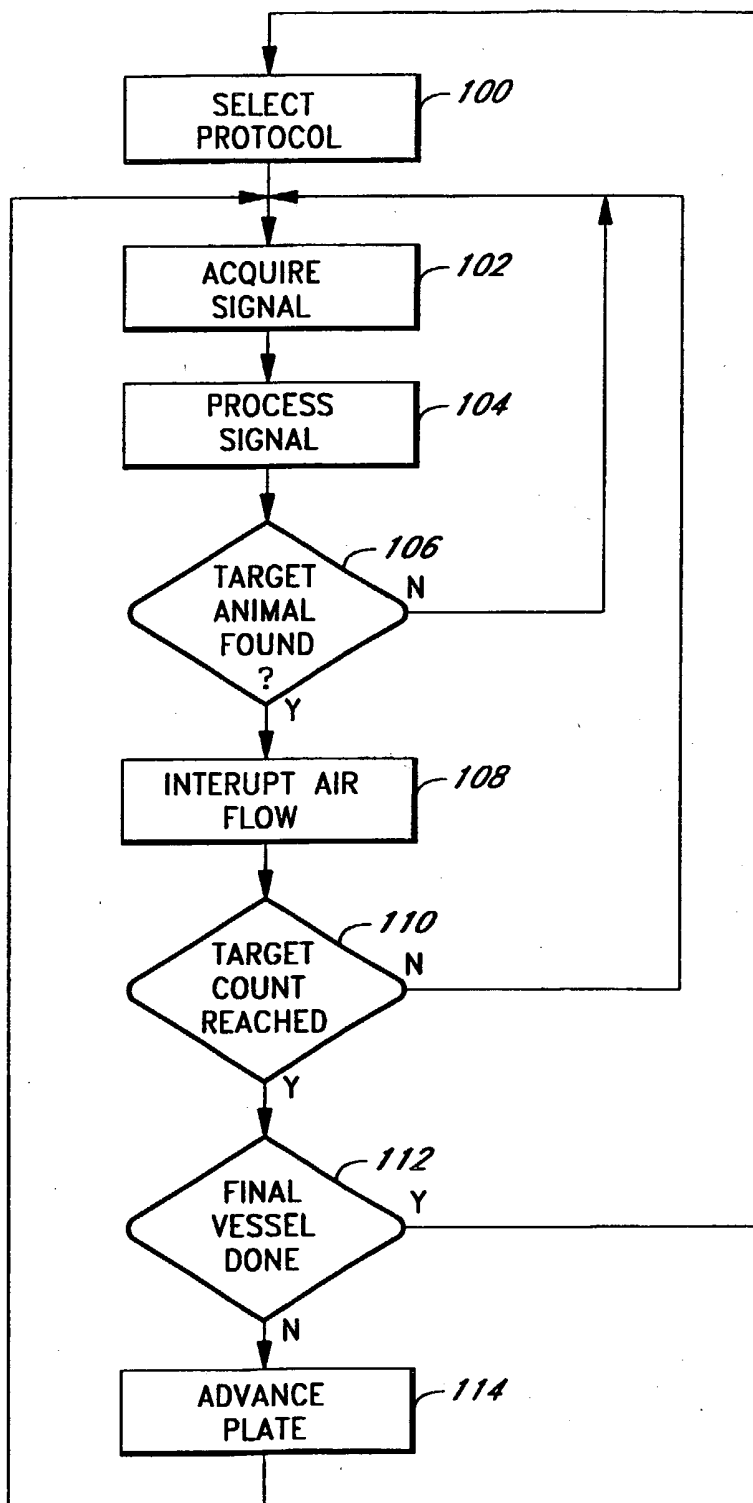 SELECT
PROTOCOL
100
ACQUIRE
SIGNAL
102
PROCESS
SIGNAL
104
TARGET
ANIMAL
FOUND
?
106
N
Y
INTERUPT AIR
FLOW
108
TARGET
COUNT
REACHED
110
N
Y
FINAL
VESSEL
DONE
112
Y
N
ADVANCE
PLATE
114